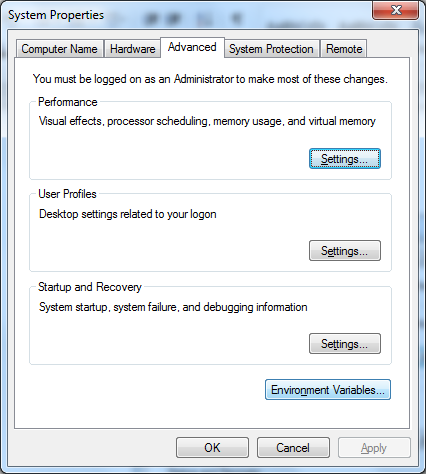 System Properties
Computer Name Hardware Advanced System Protection Remote
You must be logged on as an Administrator to make most of these changes.
Performance
Visual effects, processor scheduling, memory usage, and virtual memory
Settings...
User Profiles
Desktop settings related to your logon
Settings...
Startup and Recovery
System startup, system failure, and debugging information
Settings...
Environment Variables...
OK Cancel Apply